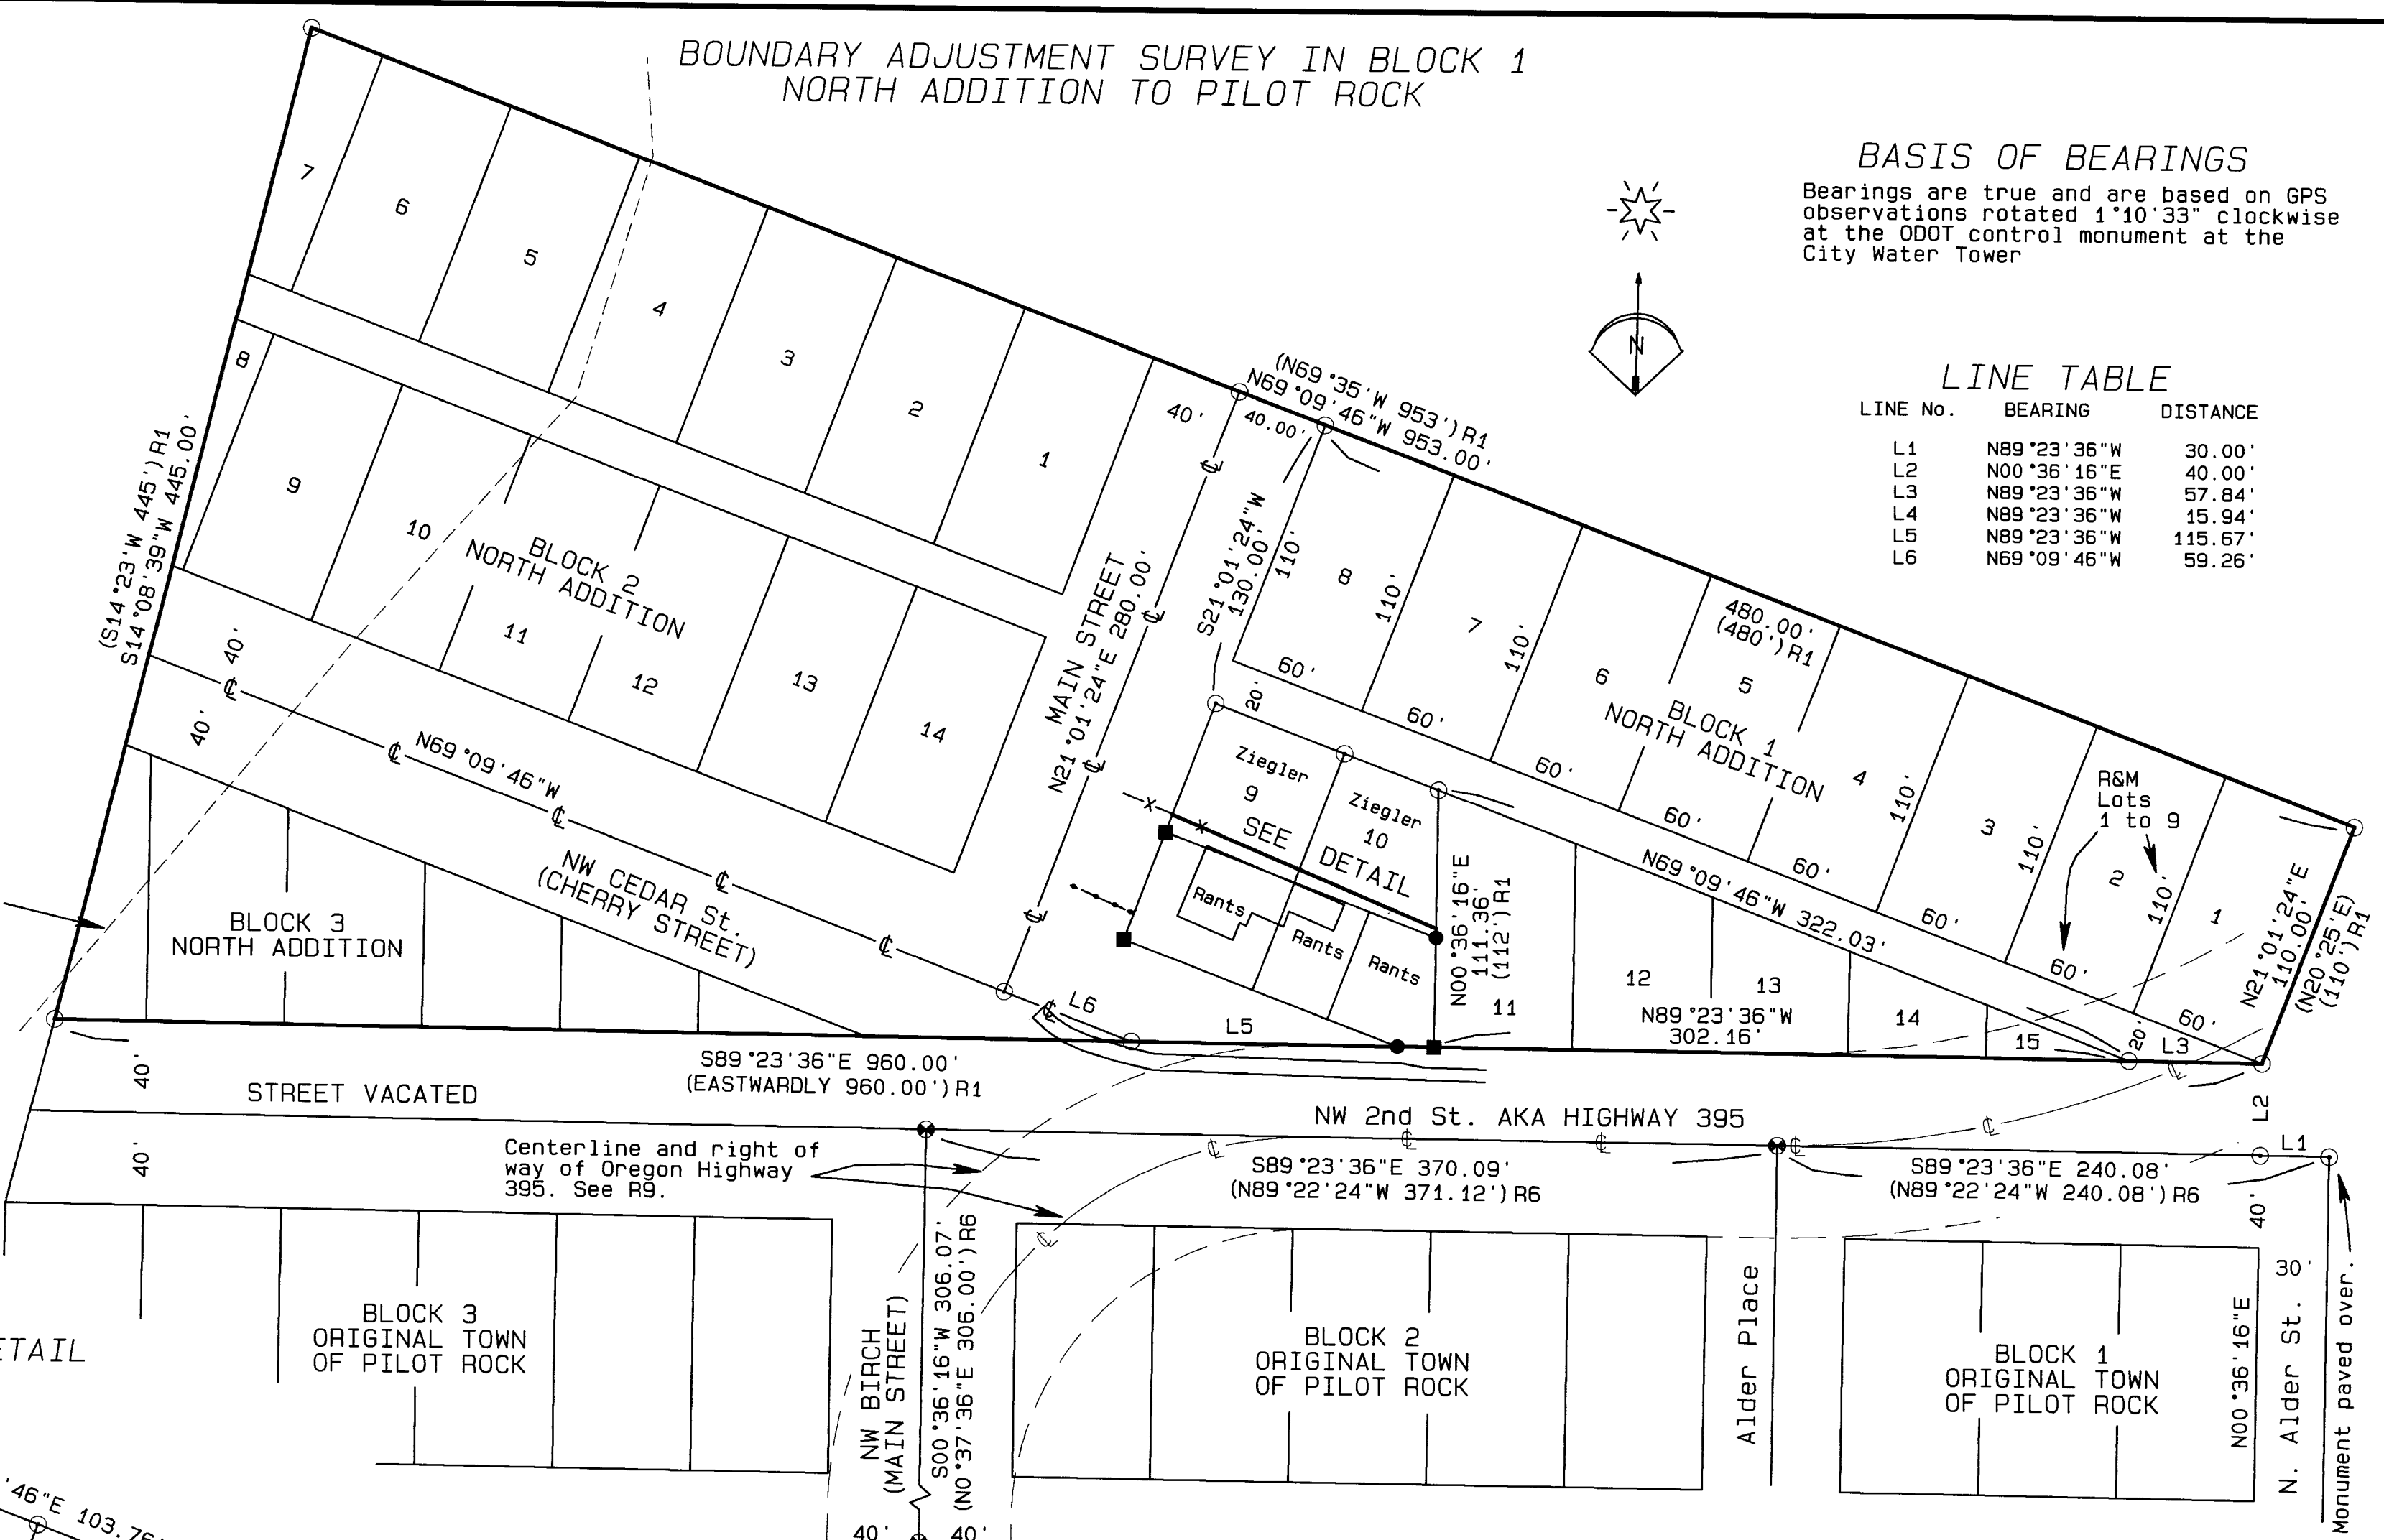 BOUNDARY ADJUSTMENT SURVEY IN BLOCK 1
NORTH ADDITION TO PILOT ROCK
BASIS OF BEARINGS
Bearings are true and are based on GPS
observations rotated 1°10'33" clockwise
at the ODOT control monument at the
City Water Tower
N
LINE TABLE
LINE No. BEARING DISTANCE
L1 N89°23'36"W 30.00'
L2 N00°36'16"E 40.00'
L3 N89°23'36"W 57.84'
L4 N89°23'36"W 15.94'
L5 N89°23'36"W 115.67'
L6 N69°09'46"W 59.26'
7
6
5
4
3
2
1
8
9
10
11
12
13
14
BLOCK 2
NORTH ADDITION
(S14°23'W 445')R1
S14°08'39"W 445.00'
40'
40'
N69°09'46"W
NW CEDAR St.
(CHERRY STREET)
BLOCK 3
NORTH ADDITION
40'
40.00'
(N69°35'W 953')R1
N69°09'46"W 953.00'
MAIN STREET
N21°01'24"E 280.00'
S21°01'24"W
130.00'
110'
8
110'
7
110'
6
5
480.00'
(480')R1
BLOCK 1
NORTH ADDITION
4
110'
3
110'
R&M
Lots
1 to 9
2
110'
1
60'
60'
60'
60'
60'
60'
60'
60'
20'
N21°01'24"E
110.00'
(N20°25'E)
(110')R1
Ziegler
9
Ziegler
10
SEE DETAIL
Rants
Rants
Rants
N00°36'16"E
111.36'
(112')R1
N69°09'46"W 322.03'
11
12
13
14
15
N89°23'36"W
302.16'
20'
L3
L6
L5
L2
L1
S89°23'36"E 960.00'
(EASTWARDLY 960.00')R1
40'
STREET VACATED
40'
NW 2nd St. AKA HIGHWAY 395
Centerline and right of
way of Oregon Highway
395. See R9.
S89°23'36"E 370.09'
(N89°22'24"W 371.12')R6
S89°23'36"E 240.08'
(N89°22'24"W 240.08')R6
40'
30'
BLOCK 3
ORIGINAL TOWN
OF PILOT ROCK
NW BIRCH
(MAIN STREET)
S00°36'16"W 306.07'
(N0°37'36"E 306.00')R6
40'
40'
BLOCK 2
ORIGINAL TOWN
OF PILOT ROCK
Alder Place
BLOCK 1
ORIGINAL TOWN
OF PILOT ROCK
N00°36'16"E
N. Alder St.
Monument paved over.
ETAIL
'46"E 103.76'